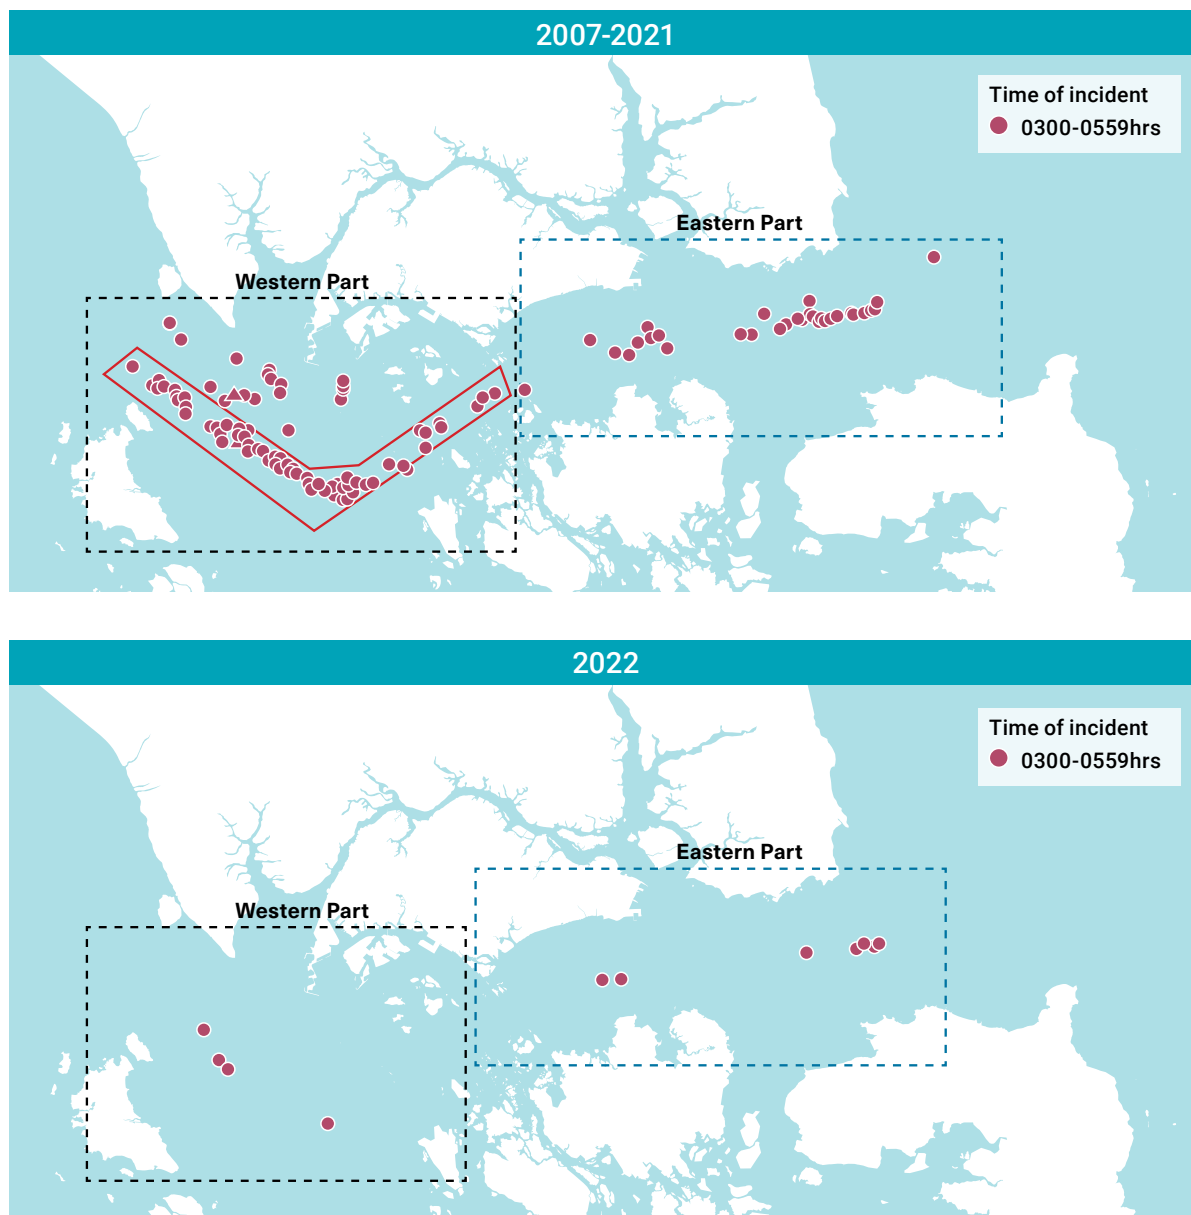 2007-2021
Time of incident
0300-0559hrs
Eastern Part
Western Part
2022
Time of incident
0300-0559hrs
Eastern Part
Western Part